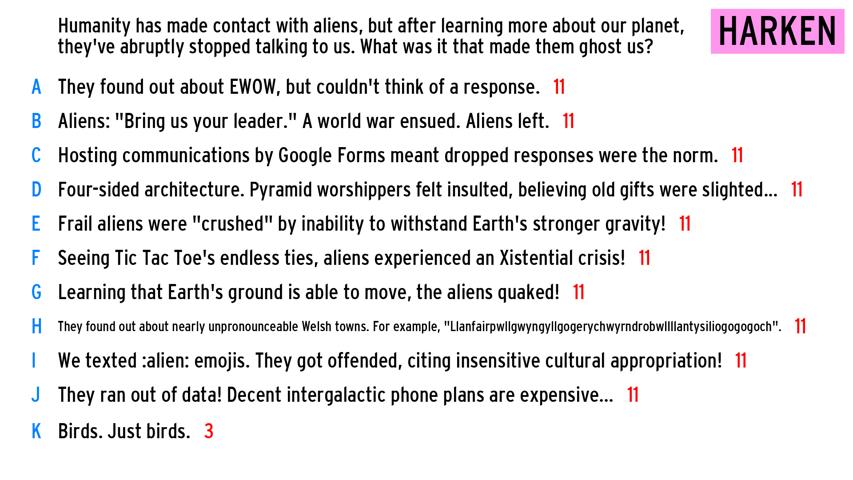 Humanity has made contact with aliens, but after learning more about our planet,
they've abruptly stopped talking to us. What was it that made them ghost us?
HARKEN
A They found out about EWOW, but couldn't think of a response. 11
B Aliens: "Bring us your leader." A world war ensued. Aliens left. 11
C Hosting communications by Google Forms meant dropped responses were the norm. 11
D Four-sided architecture. Pyramid worshippers felt insulted, believing old gifts were slighted... 11
E Frail aliens were "crushed" by inability to withstand Earth's stronger gravity! 11
F Seeing Tic Tac Toe's endless ties, aliens experienced an Xistential crisis! 11
G Learning that Earth's ground is able to move, the aliens quaked! 11
H They found out about nearly unpronounceable Welsh towns. For example, "Llanfairpwllgwyngyllgogerychwyrndrobwllllantysiliogogogoch". 11
I We texted :alien: emojis. They got offended, citing insensitive cultural appropriation! 11
J They ran out of data! Decent intergalactic phone plans are expensive... 11
K Birds. Just birds. 3